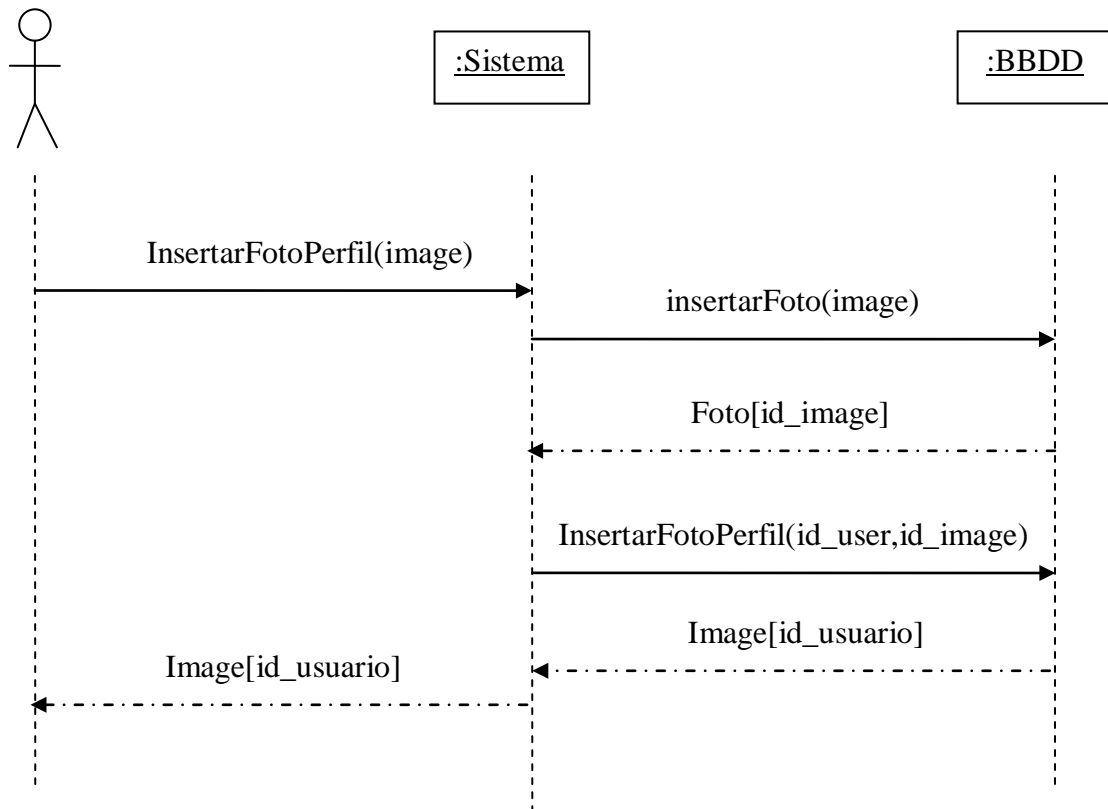 :Sistema
:BBDD
InsertarFotoPerfil(image)
insertarFoto(image)
Foto[id_image]
InsertarFotoPerfil(id_user,id_image)
Image[id_usuario]
Image[id_usuario]